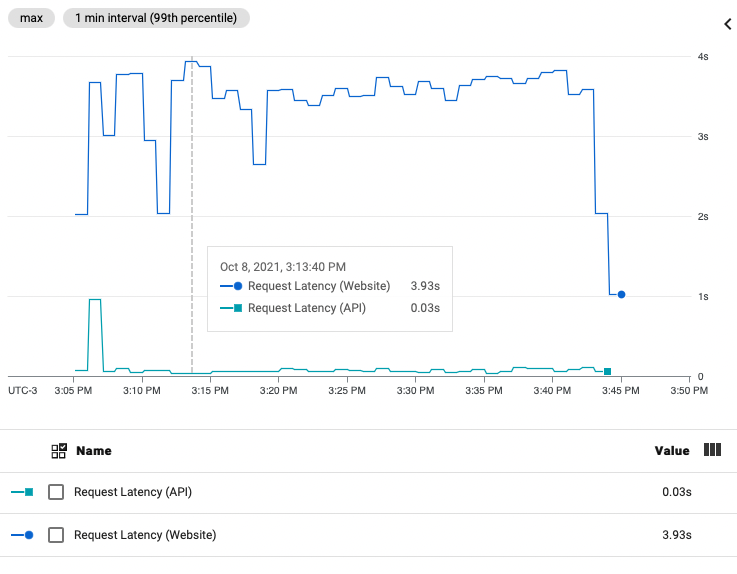 max 1 min interval (99th percentile)
4s
3s
2s
Oct 8, 2021, 3:13:40 PM
Request Latency (Website) 3.93s
Request Latency (API) 0.03s
1s
0
UTC-3 3:05 PM 3:10 PM 3:15 PM 3:20 PM 3:25 PM 3:30 PM 3:35 PM 3:40 PM 3:45 PM 3:50 PM
Name Value
Request Latency (API) 0.03s
Request Latency (Website) 3.93s